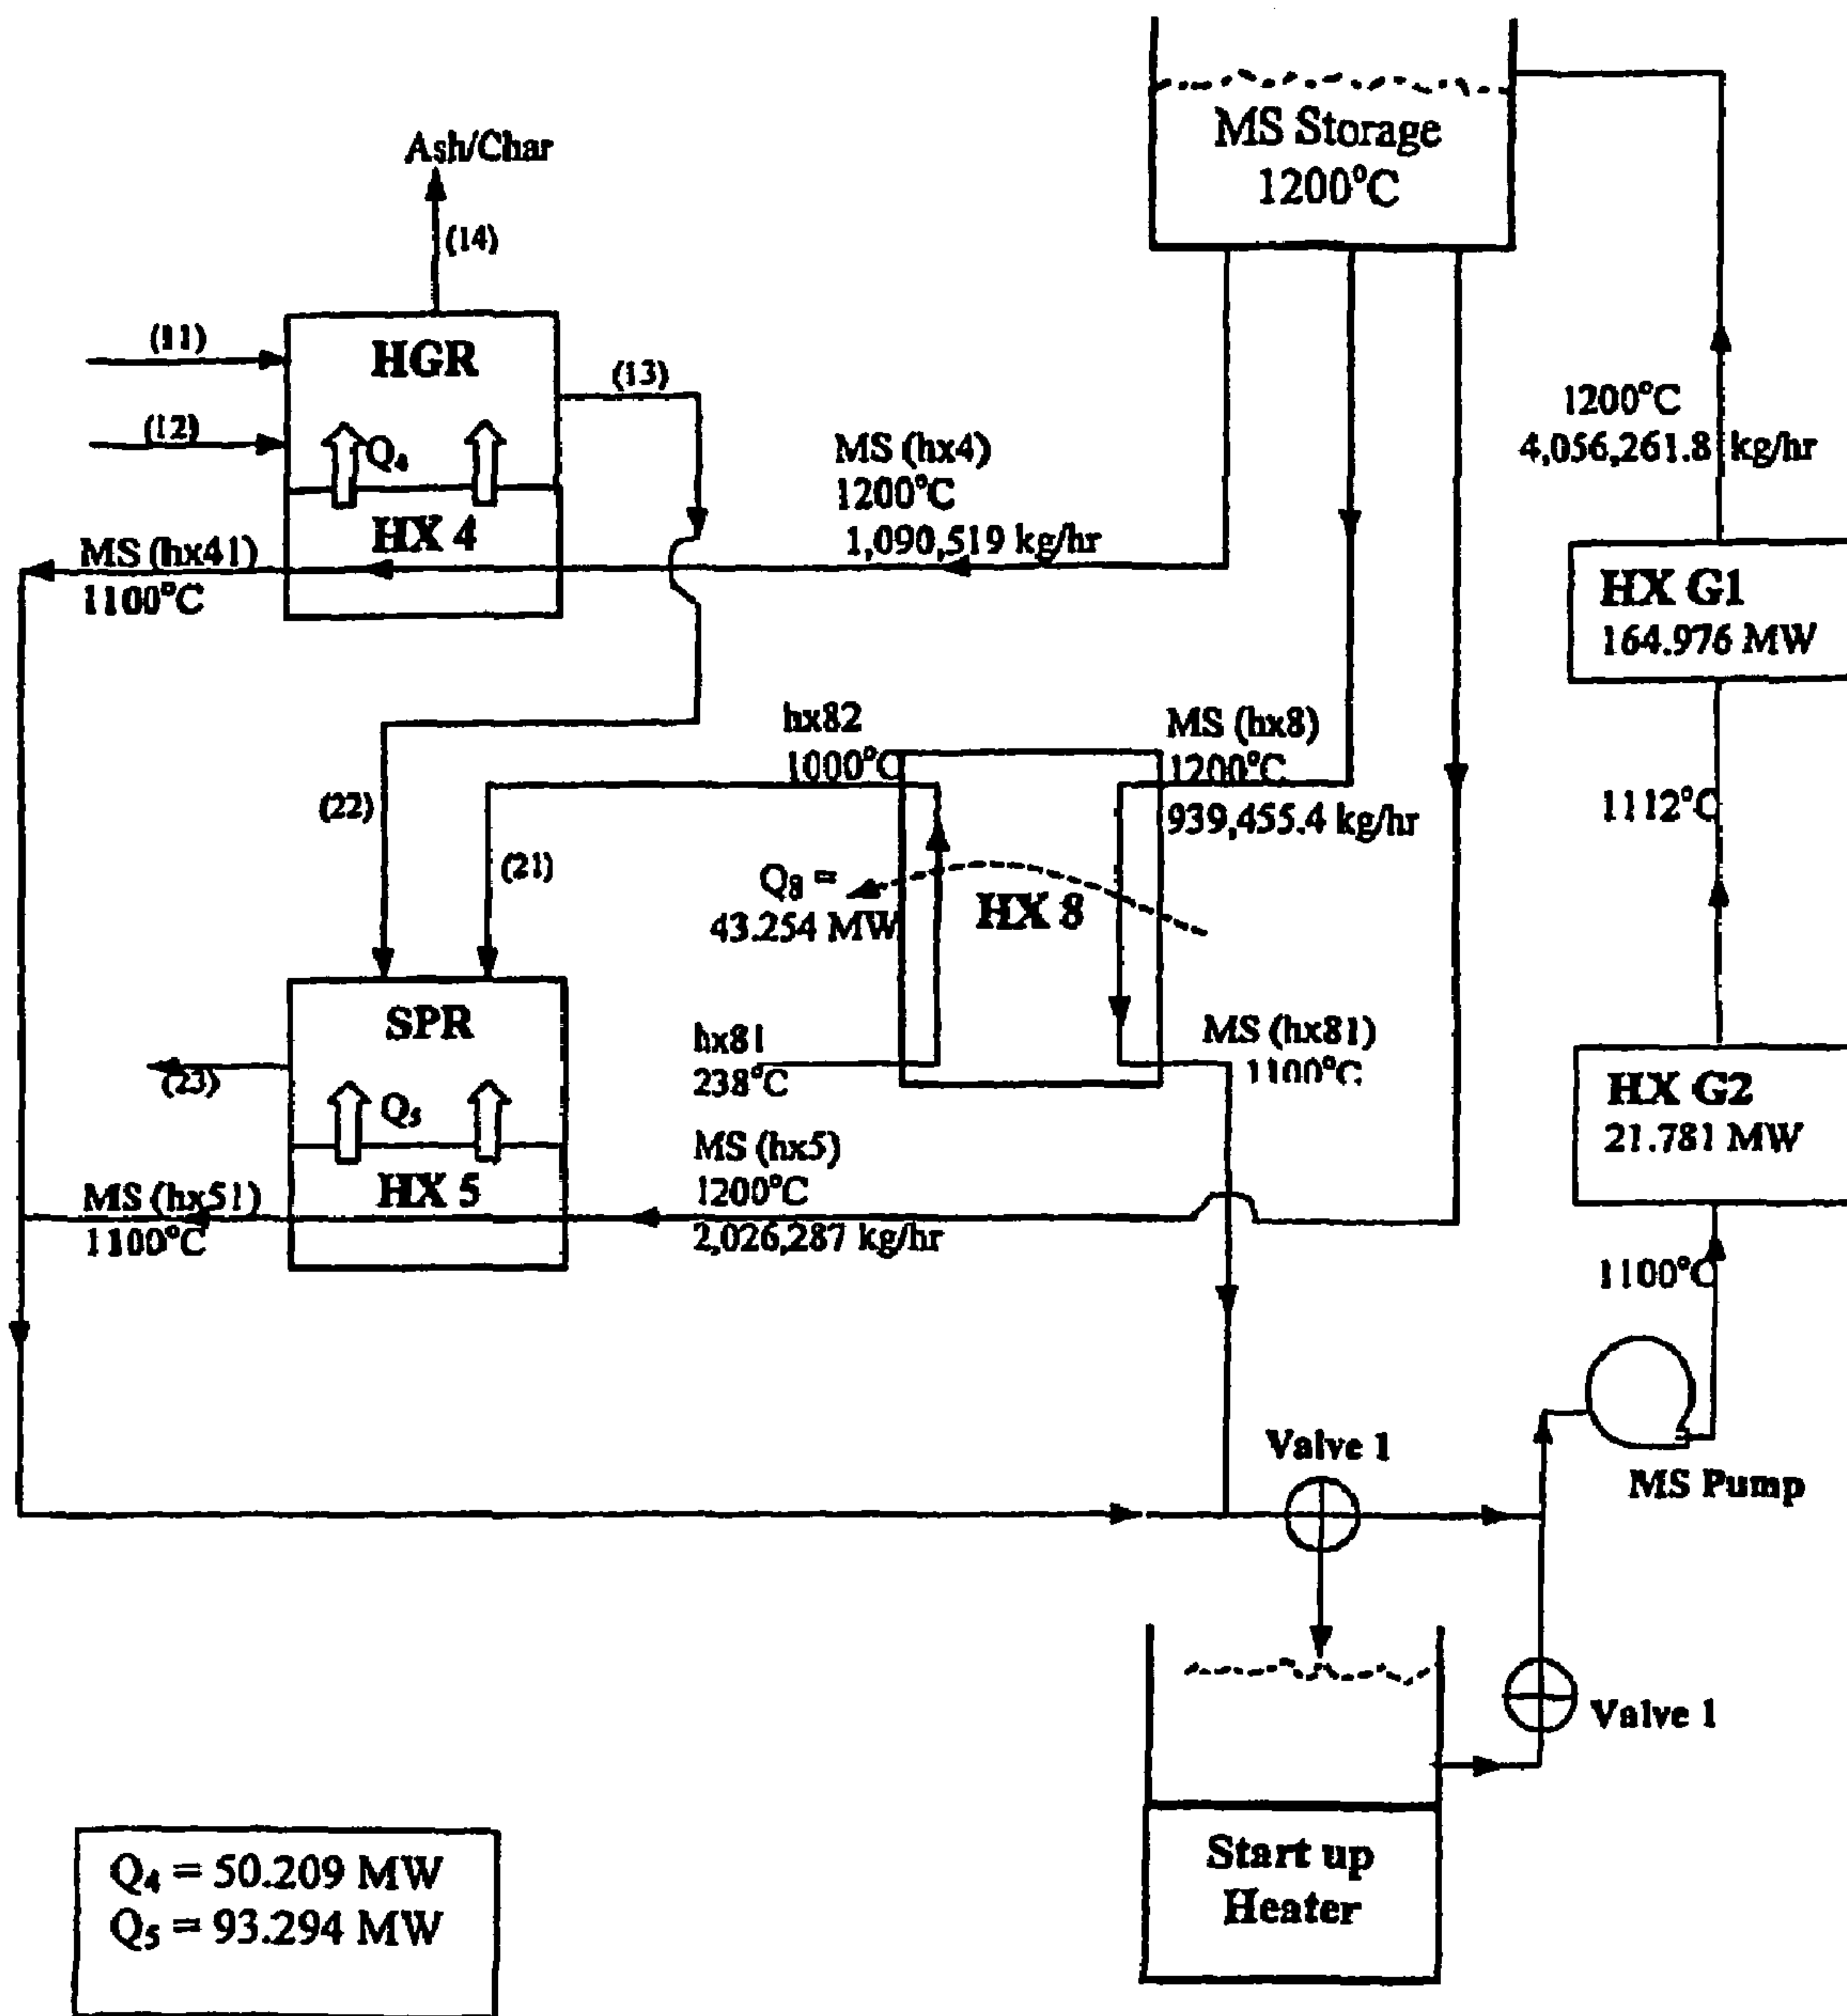 MS Storage
1200°C
Ash/Char
(14)
(11)
HGR
(13)
(12)
Q₄
HX 4
MS (hx41)
1100°C
MS (hx4)
1200°C
1,090,519 kg/hr
1200°C
4,056,261.8 kg/hr
HX G1
164.976 MW
hx82
1000°C
MS (hx8)
1200°C
939,455.4 kg/hr
1112°C
(22)
(21)
Q₈ =
43.254 MW
HX 8
SPR
hx81
238°C
MS (hx81)
1100°C
HX G2
21.781 MW
(23)
Q₅
HX 5
MS (hx51)
1100°C
MS (hx5)
1200°C
2,026,287 kg/hr
1100°C
Valve 1
MS Pump
Valve 1
Start up
Heater
Q₄ = 50.209 MW
Q₅ = 93.294 MW